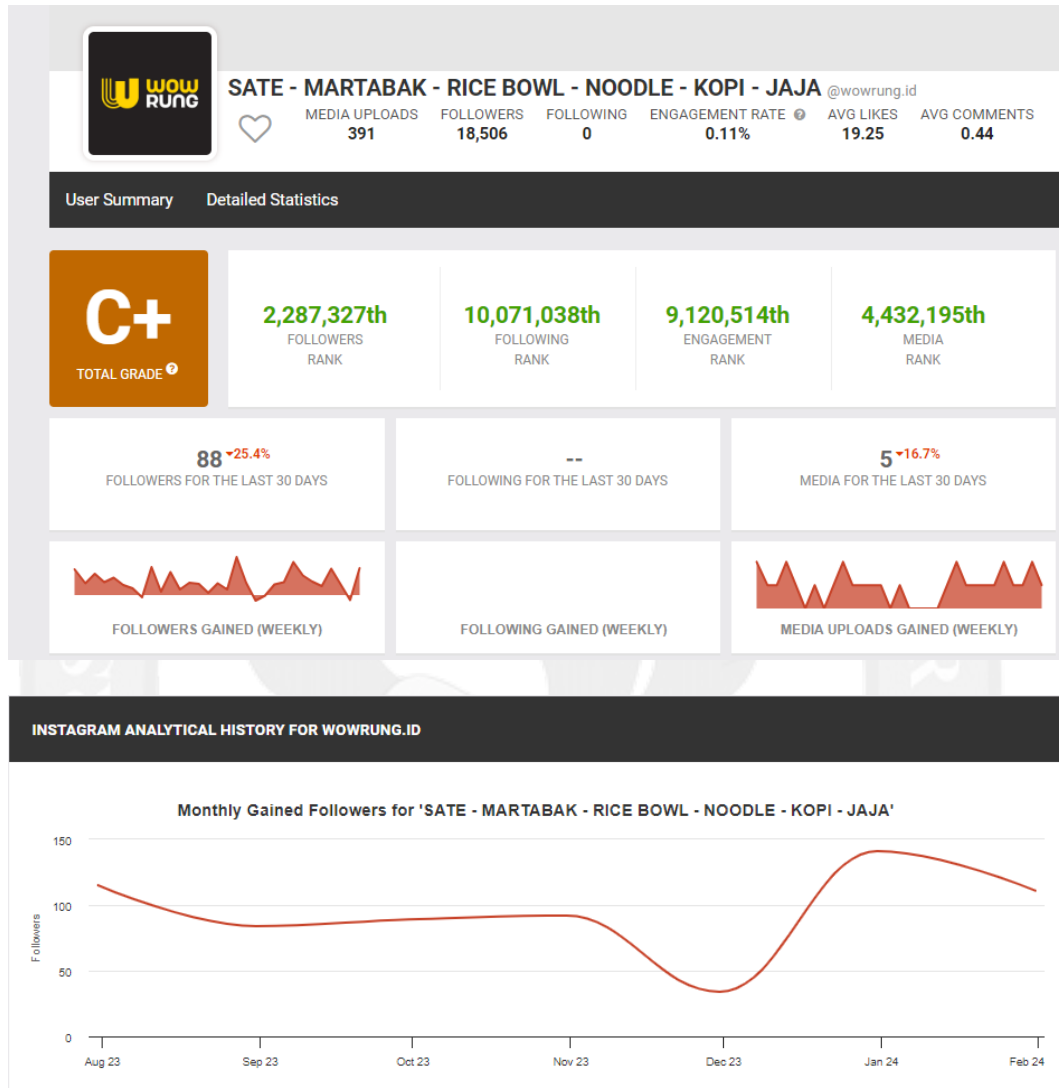 WOW
RUNG
SATE - MARTABAK - RICE BOWL - NOODLE - KOPI - JAJA @wowrung.id
MEDIA UPLOADS FOLLOWERS FOLLOWING ENGAGEMENT RATE ? AVG LIKES AVG COMMENTS
391 18,506 0 0.11% 19.25 0.44
User Summary Detailed Statistics
C+
TOTAL GRADE ?
2,287,327th 10,071,038th 9,120,514th 4,432,195th
FOLLOWERS FOLLOWING ENGAGEMENT MEDIA
RANK RANK RANK RANK
88 25.4% -- 5 16.7%
FOLLOWERS FOR THE LAST 30 DAYS FOLLOWING FOR THE LAST 30 DAYS MEDIA FOR THE LAST 30 DAYS
FOLLOWERS GAINED (WEEKLY) FOLLOWING GAINED (WEEKLY) MEDIA UPLOADS GAINED (WEEKLY)
INSTAGRAM ANALYTICAL HISTORY FOR WOWRUNG.ID
Monthly Gained Followers for 'SATE - MARTABAK - RICE BOWL - NOODLE - KOPI - JAJA'
150
100
Followers
50
0
Aug 23 Sep 23 Oct 23 Nov 23 Dec 23 Jan 24 Feb 24